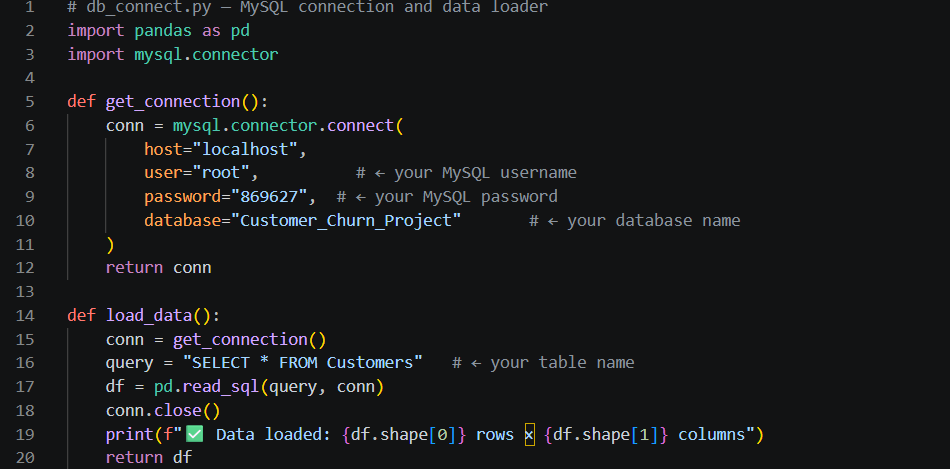 1 # db_connect.py — MySQL connection and data loader
2 import pandas as pd
3 import mysql.connector
4
5 def get_connection():
6     conn = mysql.connector.connect(
7         host="localhost",
8         user="root",          # ← your MySQL username
9         password="869627",  # ← your MySQL password
10         database="Customer_Churn_Project"       # ← your database name
11     )
12     return conn
13
14 def load_data():
15     conn = get_connection()
16     query = "SELECT * FROM Customers"   # ← your table name
17     df = pd.read_sql(query, conn)
18     conn.close()
19     print(f"✅ Data loaded: {df.shape[0]} rows × {df.shape[1]} columns")
20     return df